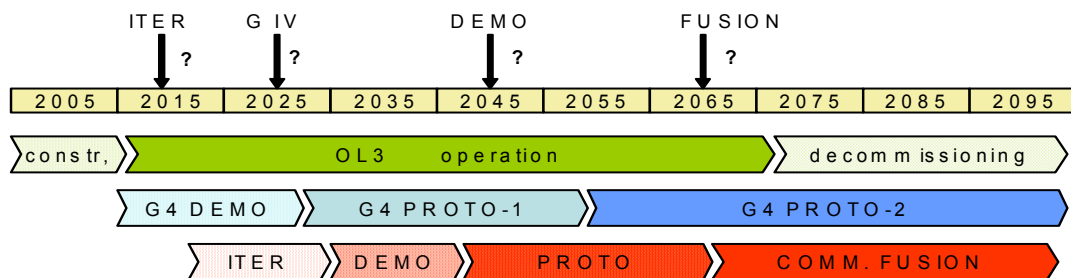 ITER G IV DEMO FUSION
? ? ? ?
2005 2015 2025 2035 2045 2055 2065 2075 2085 2095
constr, OL3 operation decommissioning
G4 DEMO G4 PROTO-1 G4 PROTO-2
ITER DEMO PROTO COMM. FUSION